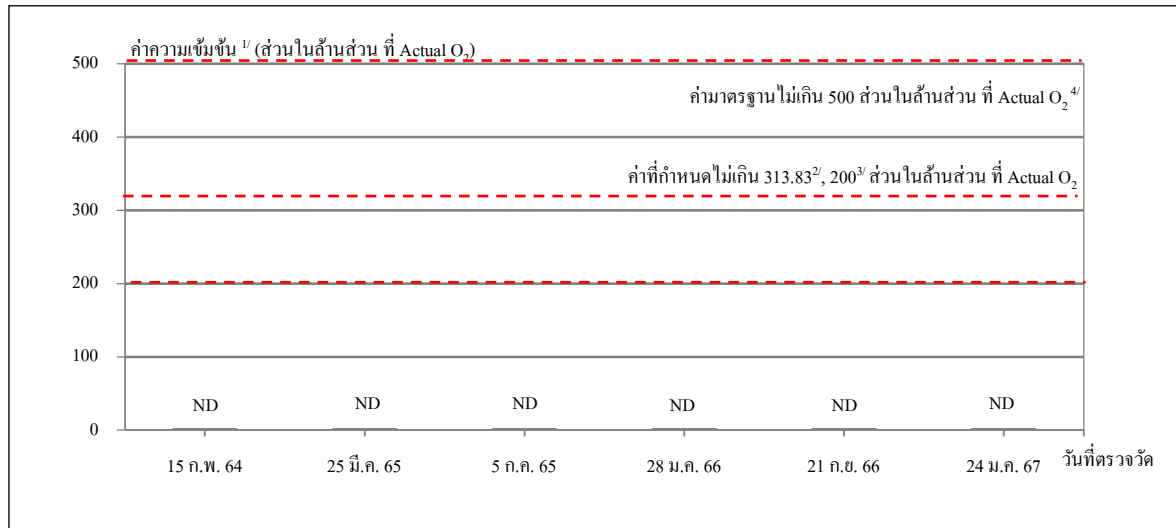 ค่าความเข้มข้น 1/ (ส่วนในล้านส่วน ที่ Actual O2)
500
ค่ามาตรฐานไม่เกิน 500 ส่วนในล้านส่วน ที่ Actual O2 4/
400
ค่าที่กำหนดไม่เกิน 313.83 2/, 200 3/ ส่วนในล้านส่วน ที่ Actual O2
300
200
100
ND ND ND ND ND ND
0
15 ก.พ. 64 25 มี.ค. 65 5 ก.ค. 65 28 ม.ค. 66 21 ก.ย. 66 24 ม.ค. 67 วันที่ตรวจวัด